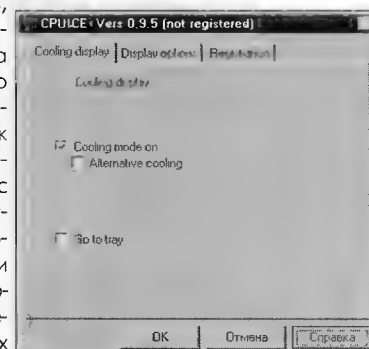 CPUICE Vers 0.9.5 (not registered)
Cooling display Display options Registration
Cooling display
Cooling mode on
Alternative cooling
Go to tray
OK Отмена Справка